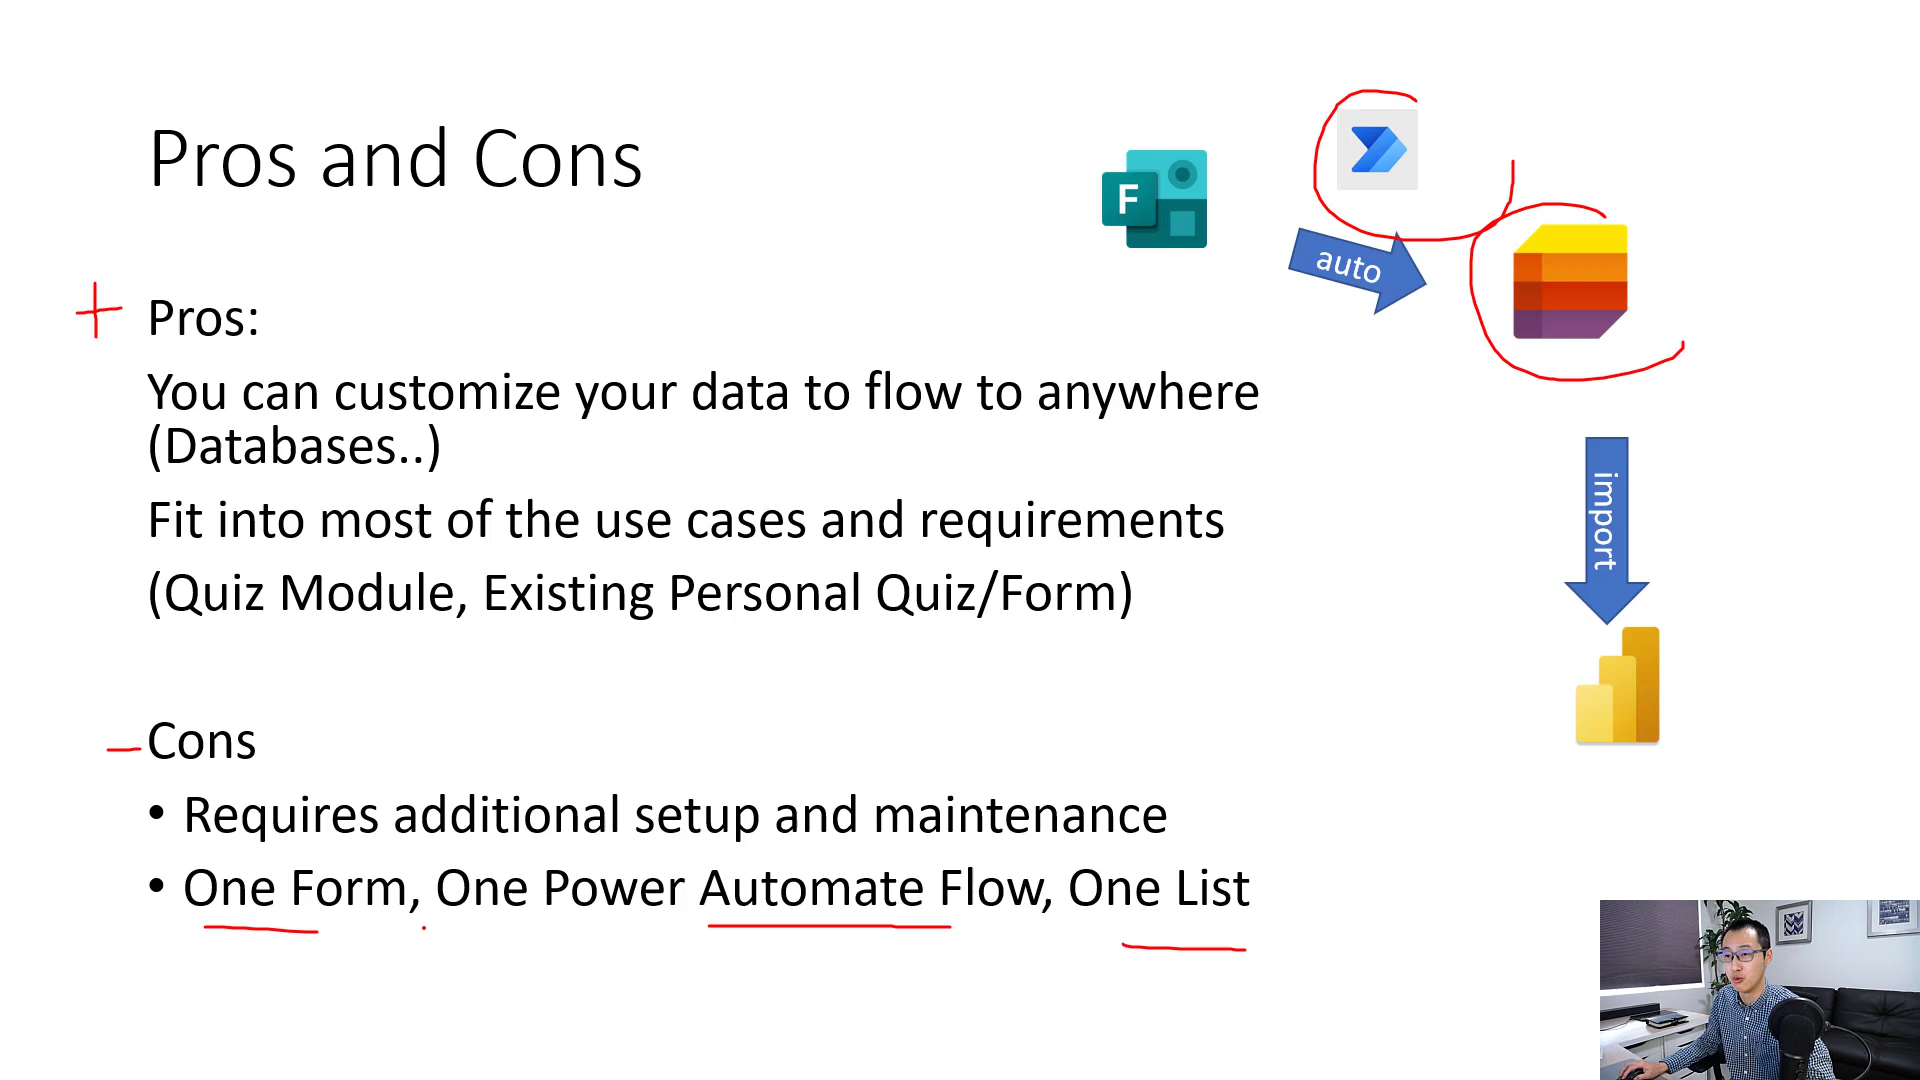 Pros and Cons
F
auto
Pros:
You can customize your data to flow to anywhere
(Databases..)
Fit into most of the use cases and requirements
(Quiz Module, Existing Personal Quiz/Form)
import
Cons
• Requires additional setup and maintenance
• One Form, One Power Automate Flow, One List